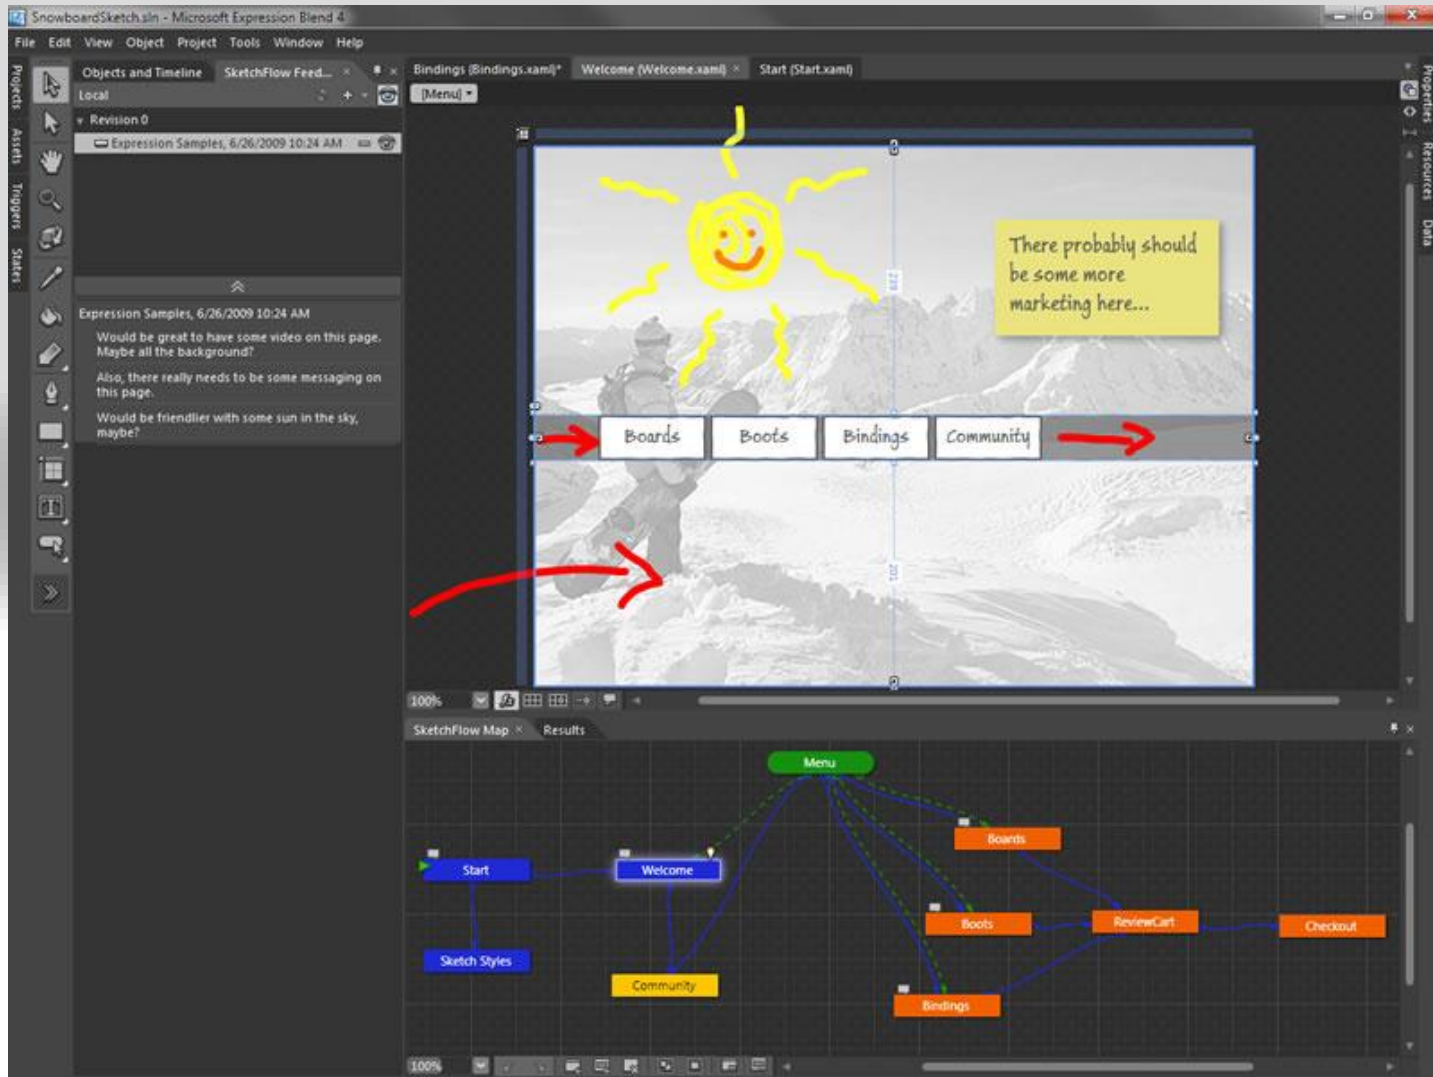 SnowboardSketch.sln - Microsoft Expression Blend 4
File Edit View Object Project Tools Window Help
Projects
Assets
Triggers
States
Objects and Timeline
SketchFlow Feed...
Local
Revision 0
Expression Samples, 6/26/2009 10:24 AM
Expression Samples, 6/26/2009 10:24 AM
Would be great to have some video on this page.
Maybe all the background?
Also, there really needs to be some messaging on
this page.
Would be friendlier with some sun in the sky,
maybe?
Bindings (Bindings.xaml)*
Welcome (Welcome.xaml)
Start (Start.xaml)
[Menu]
There probably should
be some more
marketing here...
Boards
Boots
Bindings
Community
201
100%
Properties
Resources
Data
SketchFlow Map
Results
Menu
Boards
Start
Welcome
Boots
ReviewCart
Checkout
Sketch Styles
Community
Bindings
100%